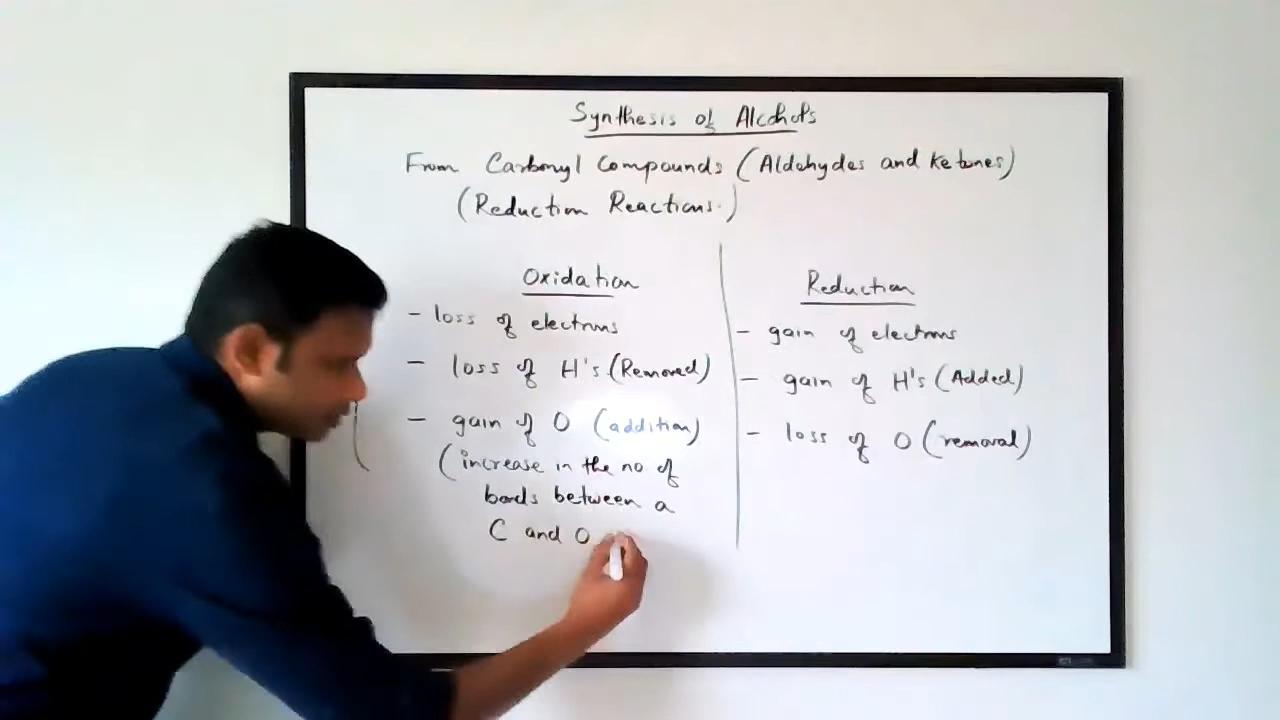 Synthesis of Alcohols
From Carbonyl Compounds (Aldehydes and Ketones)
(Reduction Reactions.)
Oxidation
- loss of electrons
- loss of H's (Removed)
- gain of O (addition)
(increase in the no of
bonds between a
C and O
Reduction
- gain of electrons
- gain of H's (Added)
- loss of O (removal)